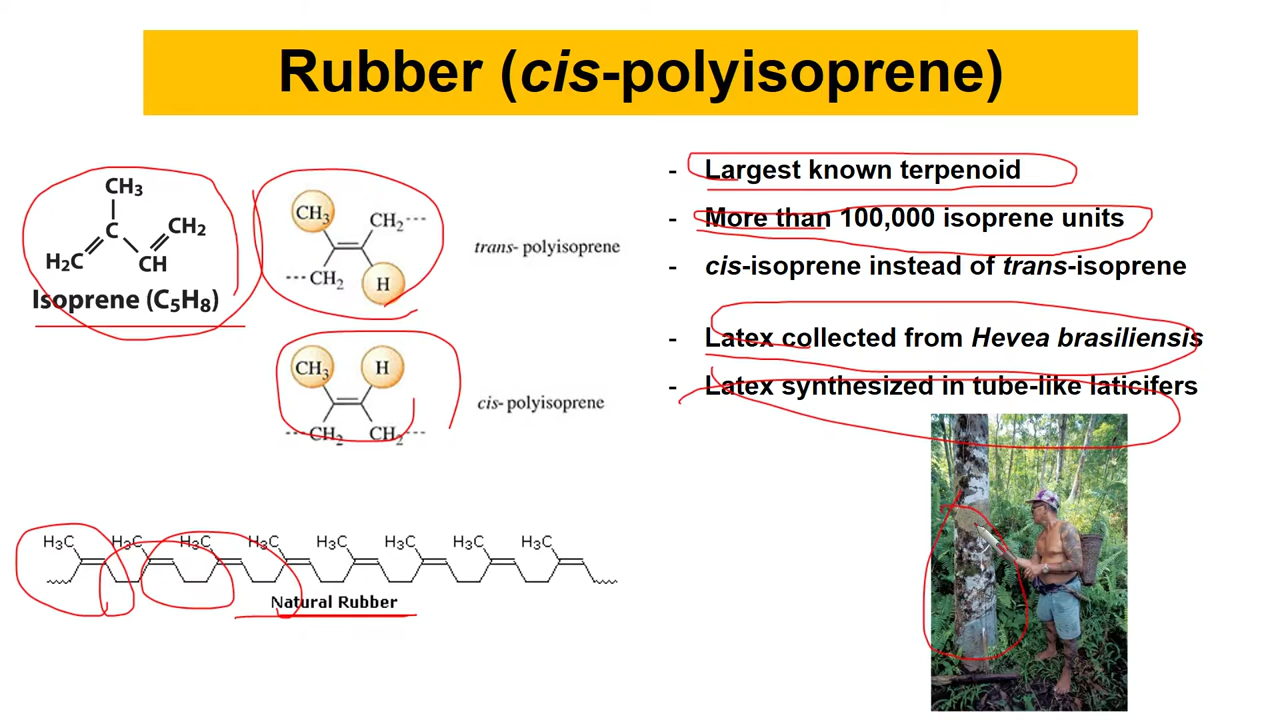 Rubber (cis-polyisoprene)
CH3
C
CH2
H2C
CH
Isoprene (C5H8)
CH3
CH2
CH2
H
trans- polyisoprene
CH3
H
CH2
CH2
cis- polyisoprene
- Largest known terpenoid
- More than 100,000 isoprene units
- cis-isoprene instead of trans-isoprene
- Latex collected from Hevea brasiliensis
- Latex synthesized in tube-like laticifers
H3C H3C H3C H3C H3C H3C H3C H3C
Natural Rubber